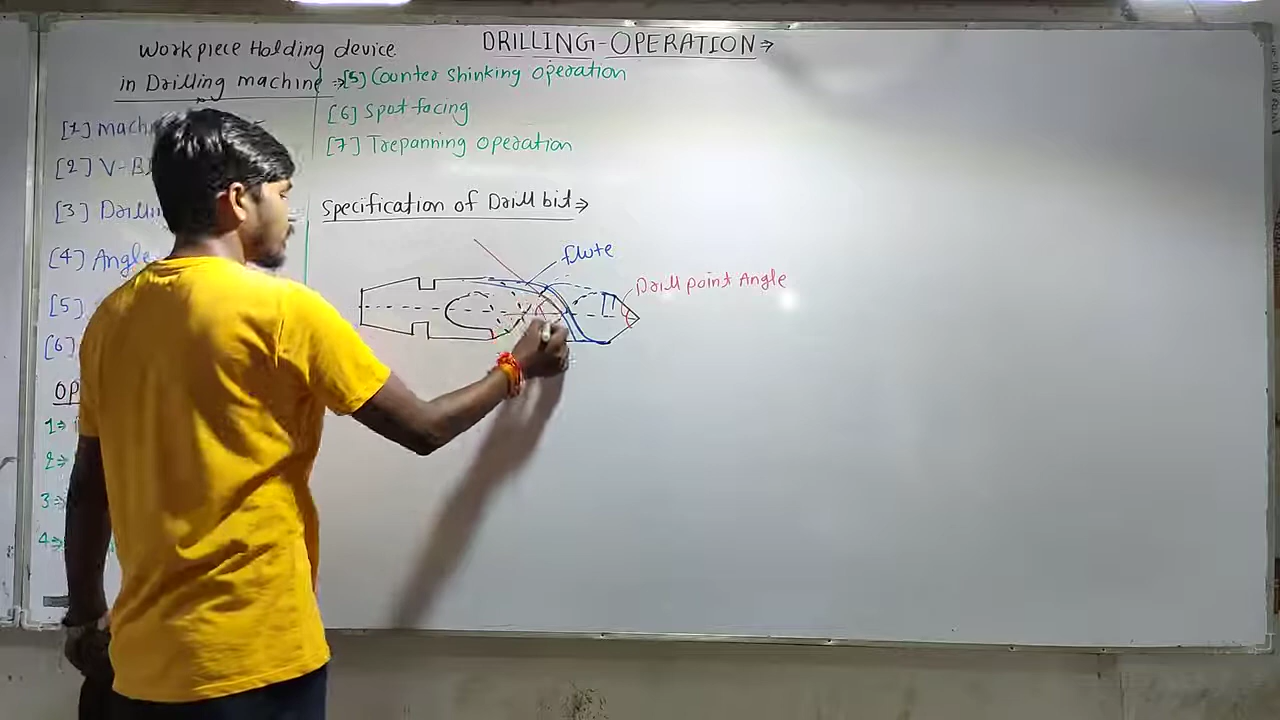 DRILLING-OPERATION→
Workpiece Holding device
in Drilling machine →
[1] Mach
[2] V-B
[3] Drilli
[4] Angle
[5]
[6]
OP
1→
2→
3→
4→
[5] Counter shinking operation
[6] Spot facing
[7] Trepanning operation
Specification of Drill bit→
flute
Drill point Angle